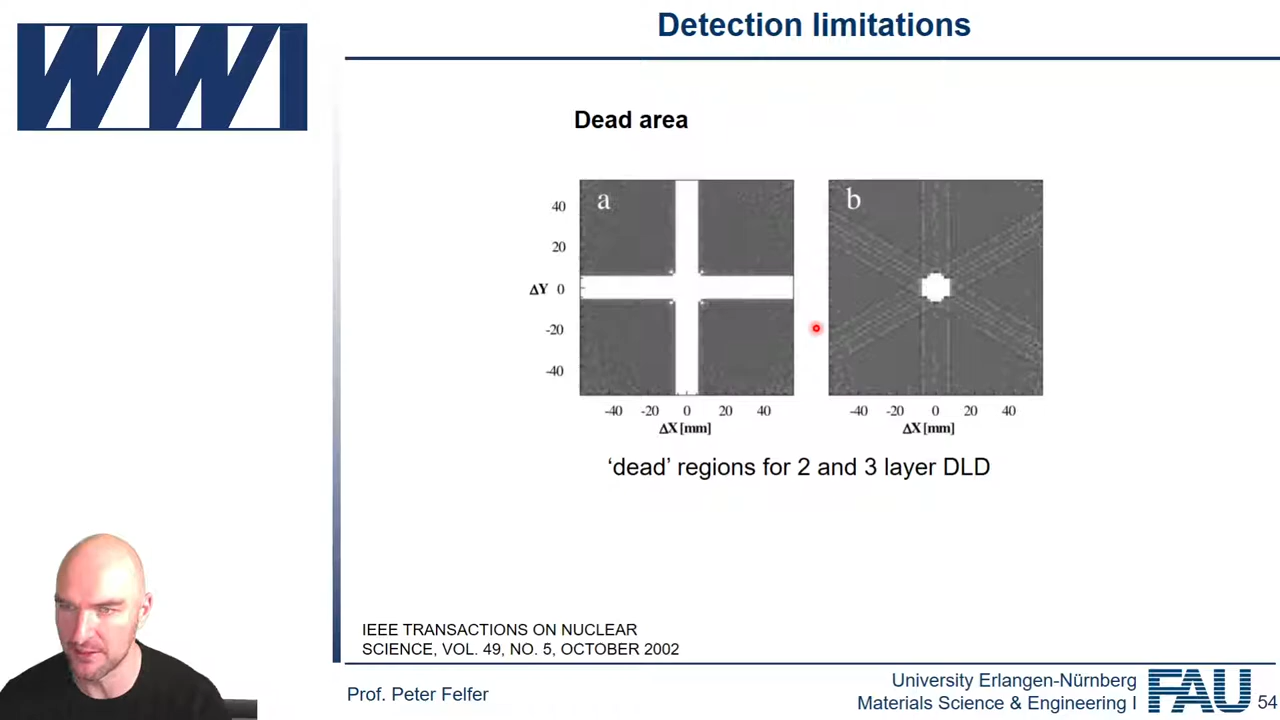 WWI
Detection limitations
Dead area
a
b
40
20
ΔY 0
-20
-40
-40 -20 0 20 40
-40 -20 0 20 40
ΔX [mm]
ΔX [mm]
‘dead’ regions for 2 and 3 layer DLD
IEEE TRANSACTIONS ON NUCLEAR
SCIENCE, VOL. 49, NO. 5, OCTOBER 2002
Prof. Peter Felfer
University Erlangen-Nürnberg
Materials Science & Engineering I
FAU
54